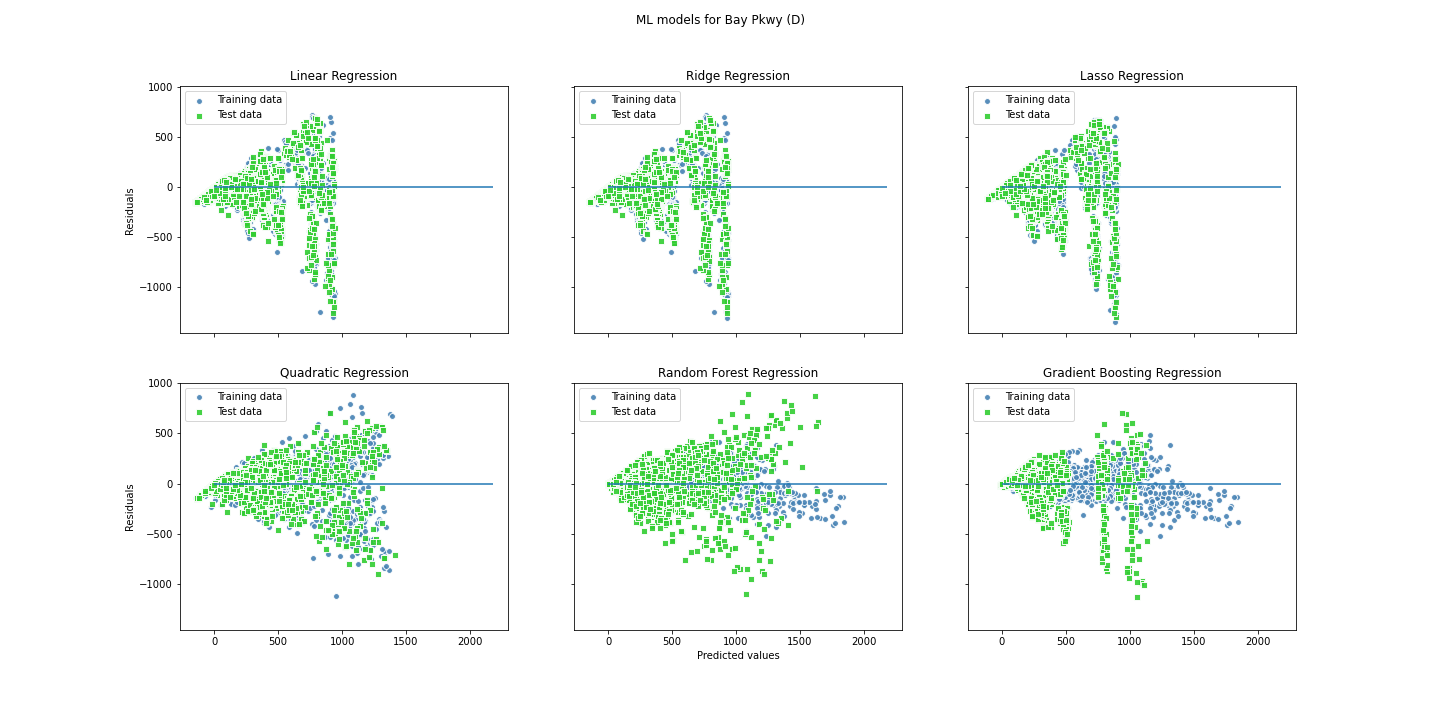 ML models for Bay Pkwy (D)
Linear Regression
Ridge Regression
Lasso Regression
Training data
Test data
Training data
Test data
Training data
Test data
1000
500
0
−500
−1000
Residuals
Quadratic Regression
Random Forest Regression
Gradient Boosting Regression
Training data
Test data
Training data
Test data
Training data
Test data
1000
500
0
−500
−1000
Residuals
0 500 1000 1500 2000
0 500 1000 1500 2000
0 500 1000 1500 2000
Predicted values